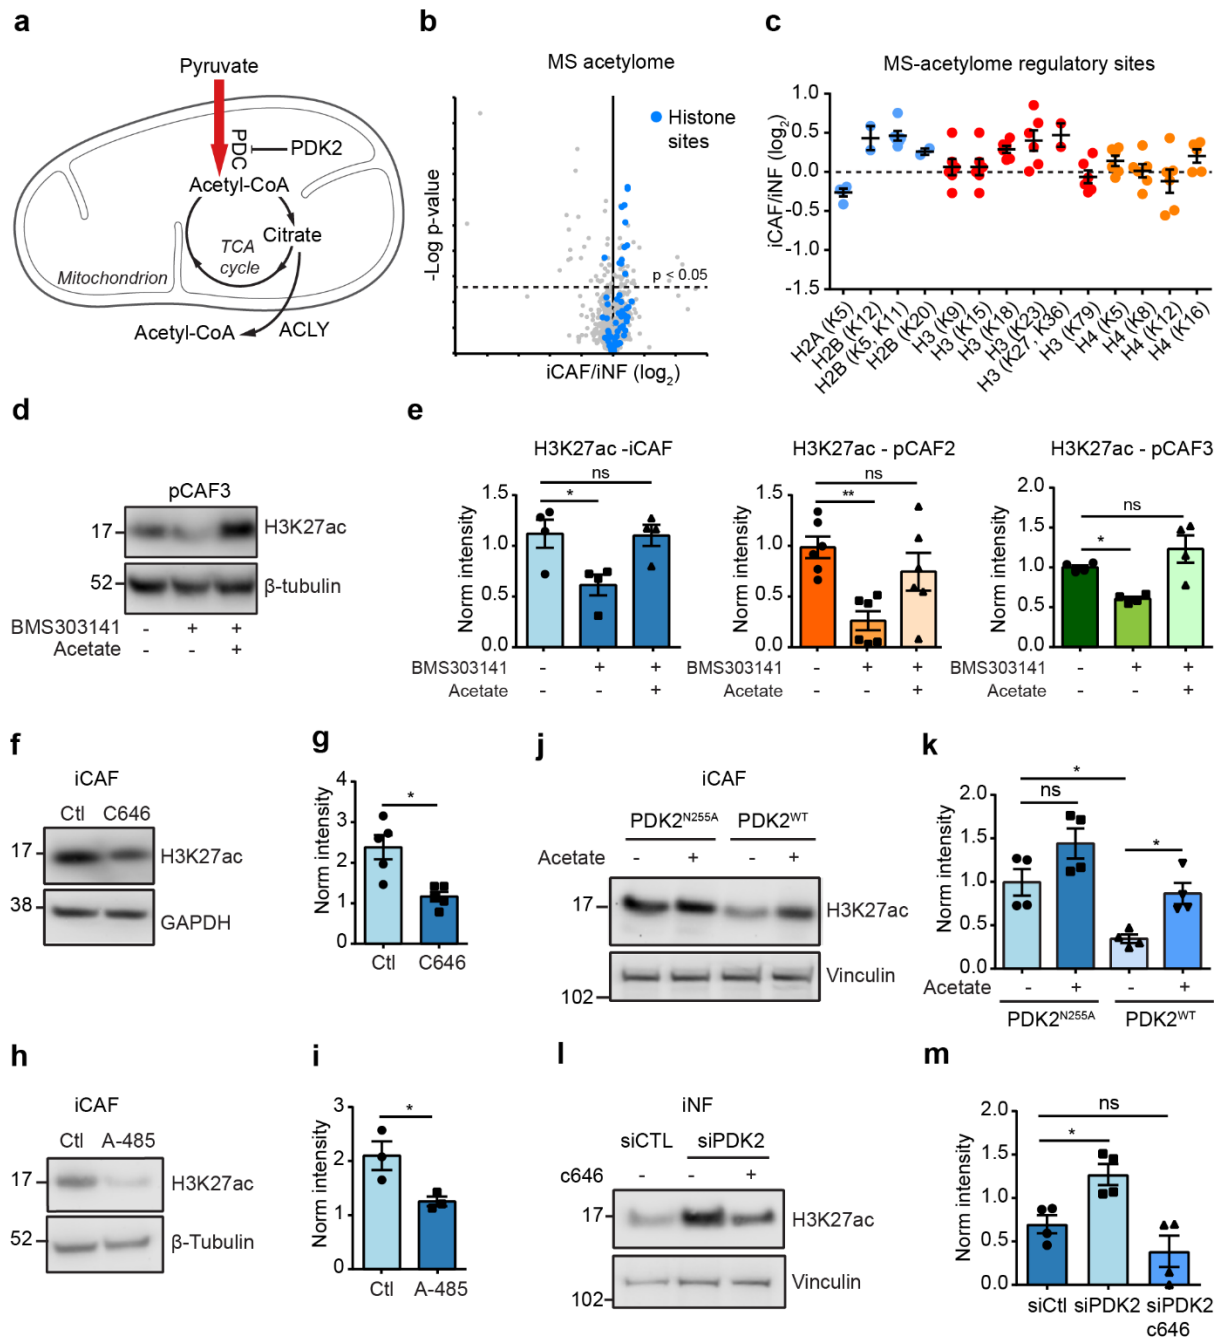 a
Pyruvate
PDC
PDK2
Acetyl-CoA
Citrate
TCA
cycle
Mitochondrion
Acetyl-CoA
ACLY
b
MS acetylome
Histone
sites
-Log p-value
p < 0.05
iCAF/iNF (log2)
c
MS-acetylome regulatory sites
iCAF/iNF (log2)
1.0
0.5
0.0
-0.5
-1.0
-1.5
H2A (K5)
H2B (K12)
H2B (K5, K11)
H2B (K20)
H3 (K9)
H3 (K15)
H3 (K18)
H3 (K23)
H3 (K27, K36)
H3 (K79)
H4 (K5)
H4 (K8)
H4 (K12)
H4 (K16)
d
pCAF3
17
H3K27ac
52
β-tubulin
BMS303141 - + +
Acetate - - +
e
H3K27ac -iCAF
ns
*
Norm intensity
1.5
1.0
0.5
0.0
BMS303141 - + +
Acetate - - +
H3K27ac - pCAF2
ns
**
Norm intensity
1.5
1.0
0.5
0.0
BMS303141 - + +
Acetate - - +
H3K27ac - pCAF3
ns
*
Norm intensity
2.0
1.5
1.0
0.5
0.0
BMS303141 - + +
Acetate - - +
f
iCAF
Ctl C646
17
H3K27ac
38
GAPDH
g
*
Norm intensity
4
3
2
1
0
Ctl C646
j
iCAF
PDK2N255A PDK2WT
Acetate - + - +
17
H3K27ac
Vinculin
102
k
*
ns
*
Norm intensity
2.0
1.5
1.0
0.5
0.0
Acetate - + - +
PDK2N255A PDK2WT
h
iCAF
Ctl A-485
17
H3K27ac
52
β-Tubulin
i
*
Norm intensity
3
2
1
0
Ctl A-485
l
iNF
siCTL siPDK2
c646 - - +
17
H3K27ac
Vinculin
102
m
ns
*
Norm intensity
2.0
1.5
1.0
0.5
0.0
siCtl siPDK2 siPDK2
c646